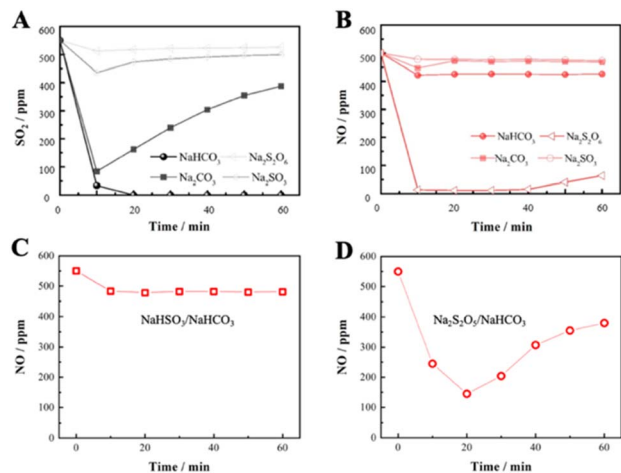 A
600
500
400
300
200
100
0
SO₂ / ppm
NaHCO₃ Na₂S₂O₆
Na₂CO₃ Na₂SO₃
0 10 20 30 40 50 60
Time / min
B
600
500
400
300
200
100
0
NO / ppm
NaHCO₃ Na₂S₂O₆
Na₂CO₃ Na₂SO₃
0 10 20 30 40 50 60
Time / min
C
600
500
400
300
200
100
0
NO / ppm
NaHSO₃/NaHCO₃
0 10 20 30 40 50 60
Time / min
D
600
500
400
300
200
100
0
NO / ppm
Na₂S₂O₅/NaHCO₃
0 10 20 30 40 50 60
Time / min